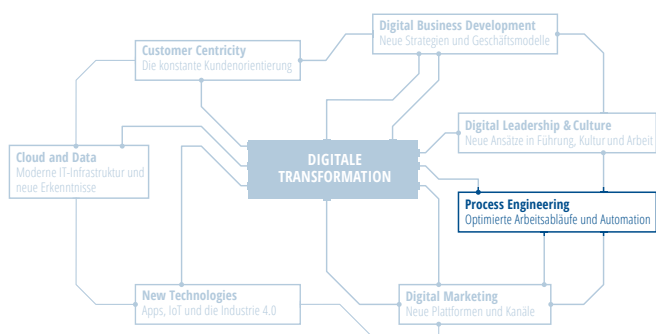 Digital Business Development
Neue Strategien und Geschäftsmodelle
Customer Centricity
Die konstante Kundenorientierung
Digital Leadership & Culture
Neue Ansätze in Führung, Kultur und Arbeit
Cloud and Data
Moderne IT-Infrastruktur und
neue Erkenntnisse
DIGITALE
TRANSFORMATION
Process Engineering
Optimierte Arbeitsabläufe und Automation
New Technologies
Apps, IoT und die Industrie 4.0
Digital Marketing
Neue Plattformen und Kanäle